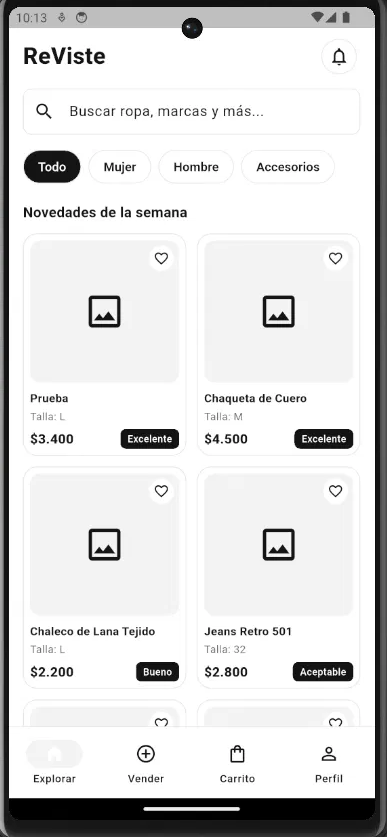 10:13
ReViste
Buscar ropa, marcas y más...
Todo Mujer Hombre Accesorios
Novedades de la semana
Prueba
Talla: L
$3.400 Excelente
Chaqueta de Cuero
Talla: M
$4.500 Excelente
Chaleco de Lana Tejido
Talla: L
$2.200 Bueno
Jeans Retro 501
Talla: 32
$2.800 Aceptable
Explorar Vender Carrito Perfil